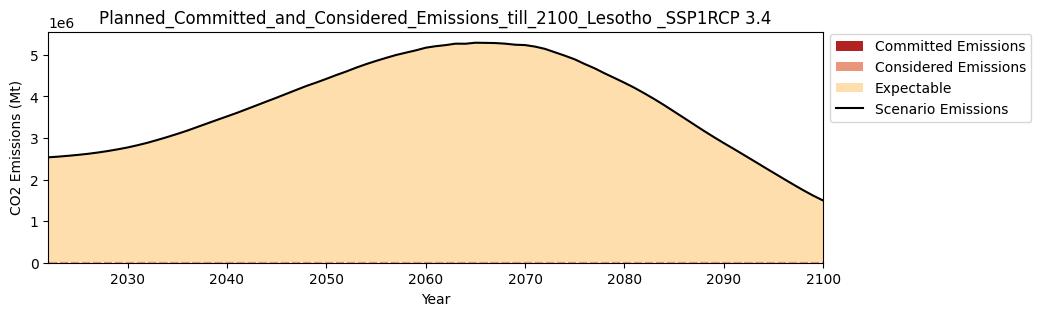 Planned_Committed_and_Considered_Emissions_till_2100_Lesotho _SSP1RCP 3.4
1e6
CO2 Emissions (Mt)
5
4
3
2
1
0
2030 2040 2050 2060 2070 2080 2090 2100
Year
Committed Emissions
Considered Emissions
Expectable
Scenario Emissions